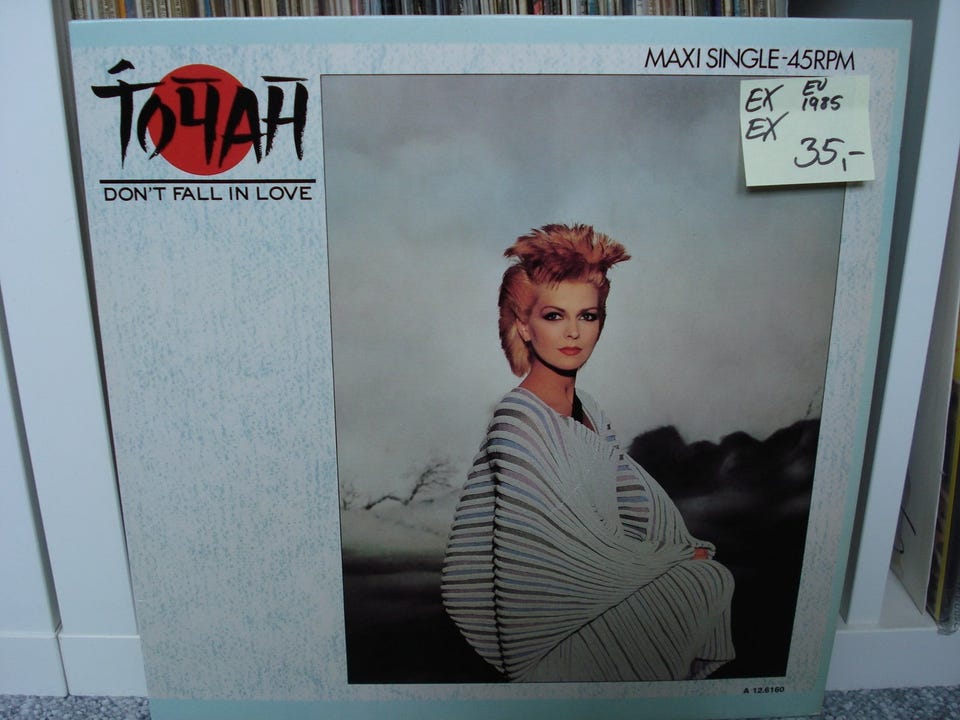 TOYAH
DON'T FALL IN LOVE
MAXI SINGLE-45RPM
EX EU
1985
EX
35,-
A 12.6160